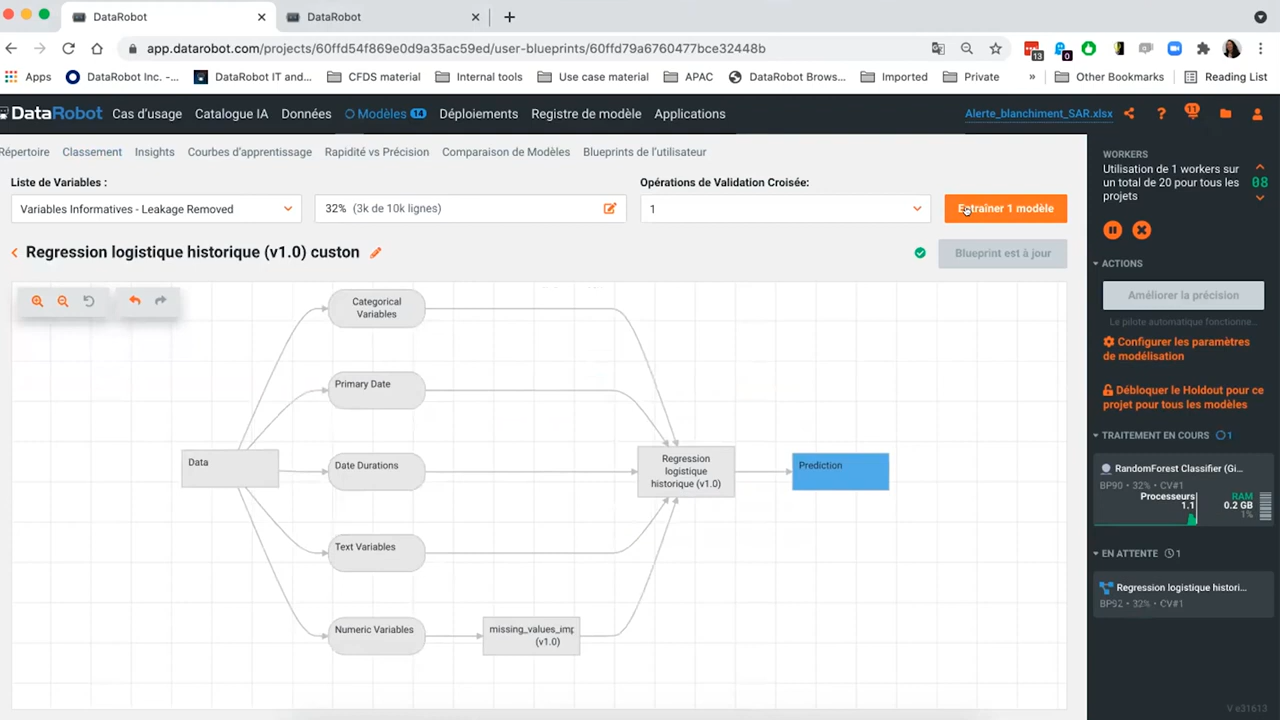 DataRobot
DataRobot
app.datarobot.com/projects/60ffd54f869e0d9a35ac59ed/user-blueprints/60ffd79a6760477bce32448b
13
0
Apps
DataRobot Inc. -...
DataRobot IT and...
CFDS material
Internal tools
Use case material
APAC
DataRobot Brows...
Imported
Private
»
Other Bookmarks
Reading List
DataRobot
Cas d'usage
Catalogue IA
Données
Modèles 14
Déploiements
Registre de modèle
Applications
Alerte_blanchiment_SAR.xlsx
?
11
Répertoire
Classement
Insights
Courbes d'apprentissage
Rapidité vs Précision
Comparaison de Modèles
Blueprints de l'utilisateur
Liste de Variables :
Opérations de Validation Croisée:
Variables Informatives - Leakage Removed
32% (3k de 10k lignes)
1
Entraîner 1 modèle
Regression logistique historique (v1.0) custon
Blueprint est à jour
Categorical
Variables
Primary Date
Data
Date Durations
Regression
logistique
historique (v1.0)
Prediction
Text Variables
Numeric Variables
missing_values_imp
(v1.0)
WORKERS
Utilisation de 1 workers sur
un total de 20 pour tous les
projets
08
ACTIONS
Améliorer la précision
Le pilote automatique fonctionne...
Configurer les paramètres
de modélisation
Débloquer le Holdout pour ce
projet pour tous les modèles
TRAITEMENT EN COURS 1
RandomForest Classifier (Gi...
BP90 • 32% • CV#1
Processeurs
1.1
RAM
0.2 GB
1%
EN ATTENTE 1
Regression logistique histori...
BP92 • 32% • CV#1
V e31613